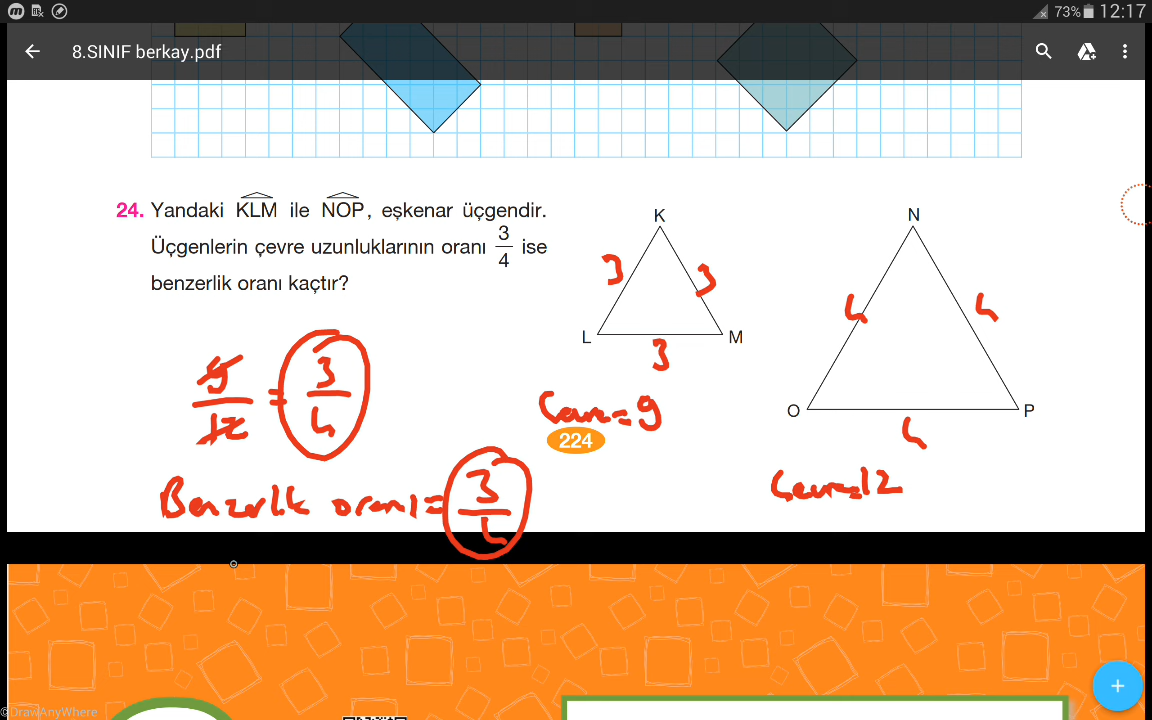 73% 12:17
8.SINIF berkay.pdf
24. Yandaki KLM ile NOP, eşkenar üçgendir.
Üçgenlerin çevre uzunluklarının oranı 3/4 ise
benzerlik oranı kaçtır?
K
3 3
L M
3
N
4 4
O P
4
9/12 = 3/4
Çevre=9
224
Çevre=12
Benzerlik oranı= 3/4
+
©DrawAnyWhere